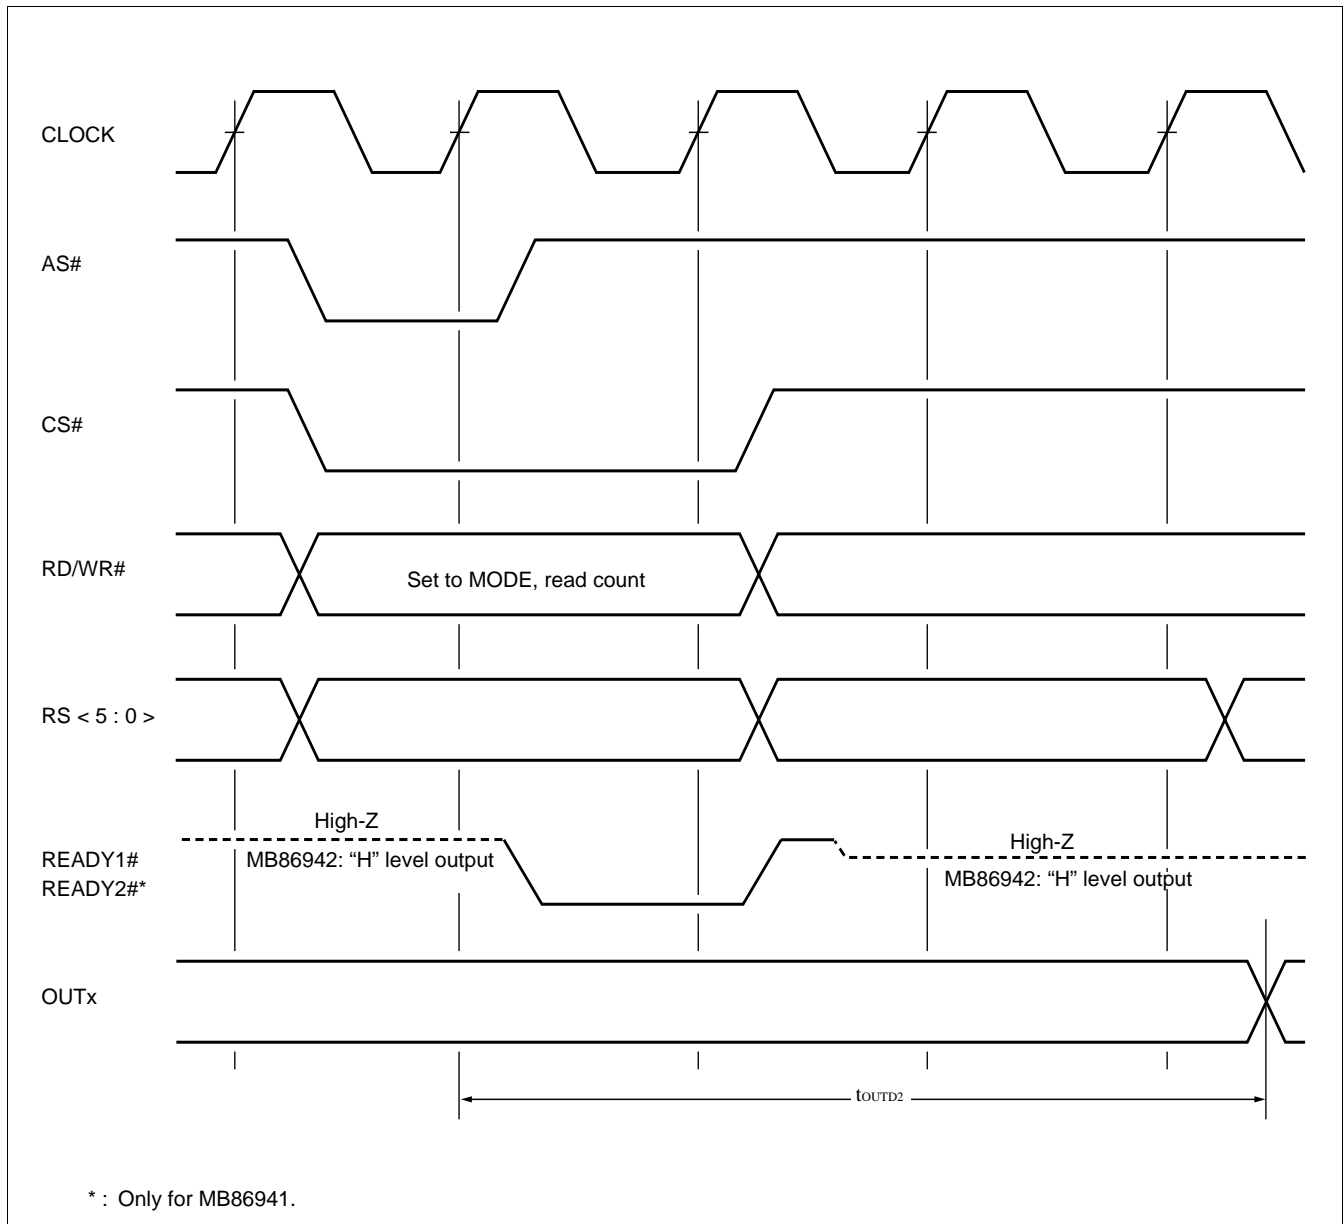 CLOCK
AS#
CS#
RD/WR#
Set to MODE, read count
RS < 5 : 0 >
High-Z
High-Z
READY1#
MB86942: “H” level output
READY2#*
MB86942: “H” level output
OUTx
tOUTD2
* : Only for MB86941.